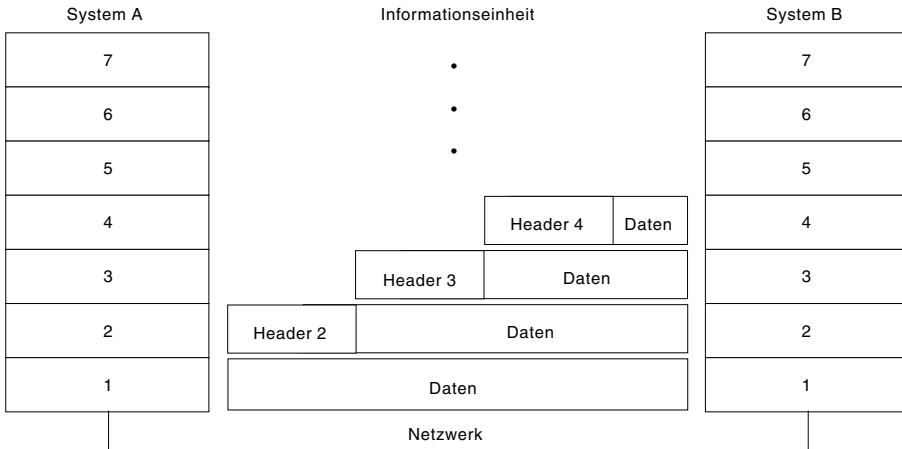 System A Informationseinheit System B
7 7
6 6
5 5
4 Header 4 Daten 4
3 Header 3 Daten 3
2 Header 2 Daten 2
1 Daten 1
Netzwerk